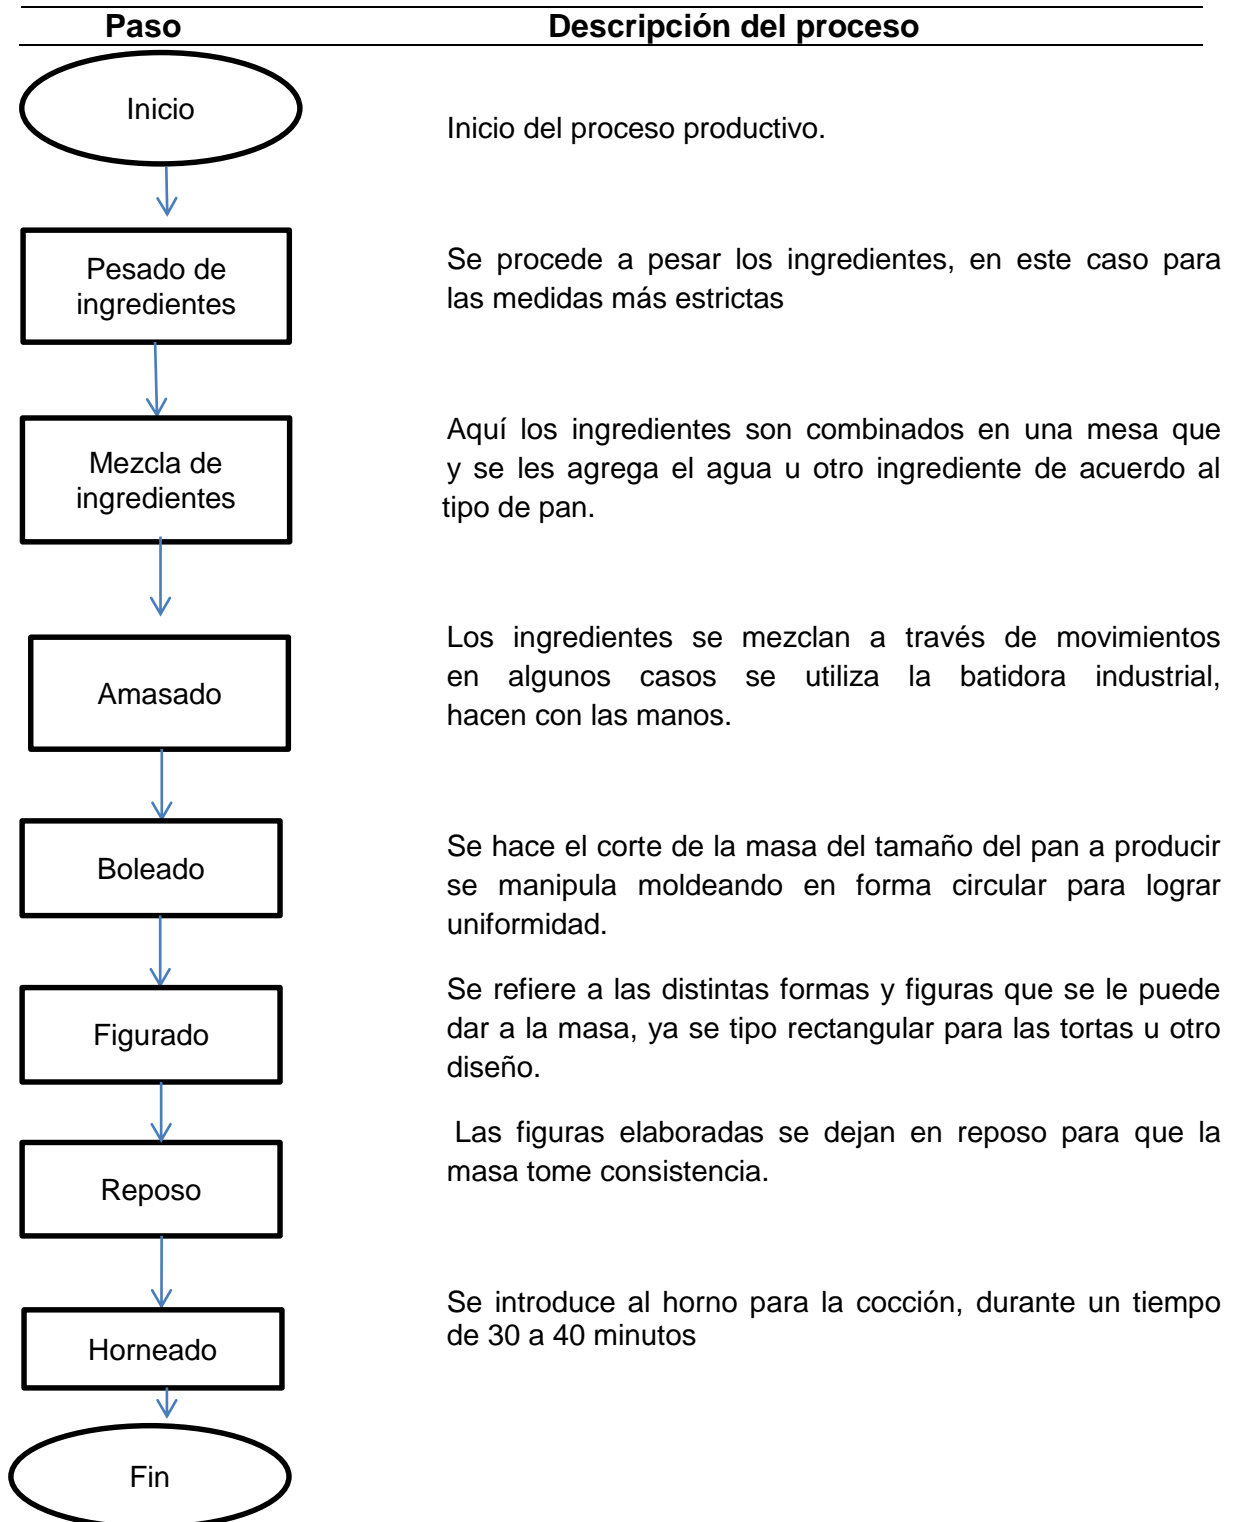 Paso Descripción del proceso
Inicio
Inicio del proceso productivo.
Pesado de
ingredientes
Se procede a pesar los ingredientes, en este caso para
las medidas más estrictas
Mezcla de
ingredientes
Aquí los ingredientes son combinados en una mesa que
y se les agrega el agua u otro ingrediente de acuerdo al
tipo de pan.
Amasado
Los ingredientes se mezclan a través de movimientos
en algunos casos se utiliza la batidora industrial,
hacen con las manos.
Boleado
Se hace el corte de la masa del tamaño del pan a producir
se manipula moldeando en forma circular para lograr
uniformidad.
Figurado
Se refiere a las distintas formas y figuras que se le puede
dar a la masa, ya se tipo rectangular para las tortas u otro
diseño.
Reposo
Las figuras elaboradas se dejan en reposo para que la
masa tome consistencia.
Horneado
Se introduce al horno para la cocción, durante un tiempo
de 30 a 40 minutos
Fin